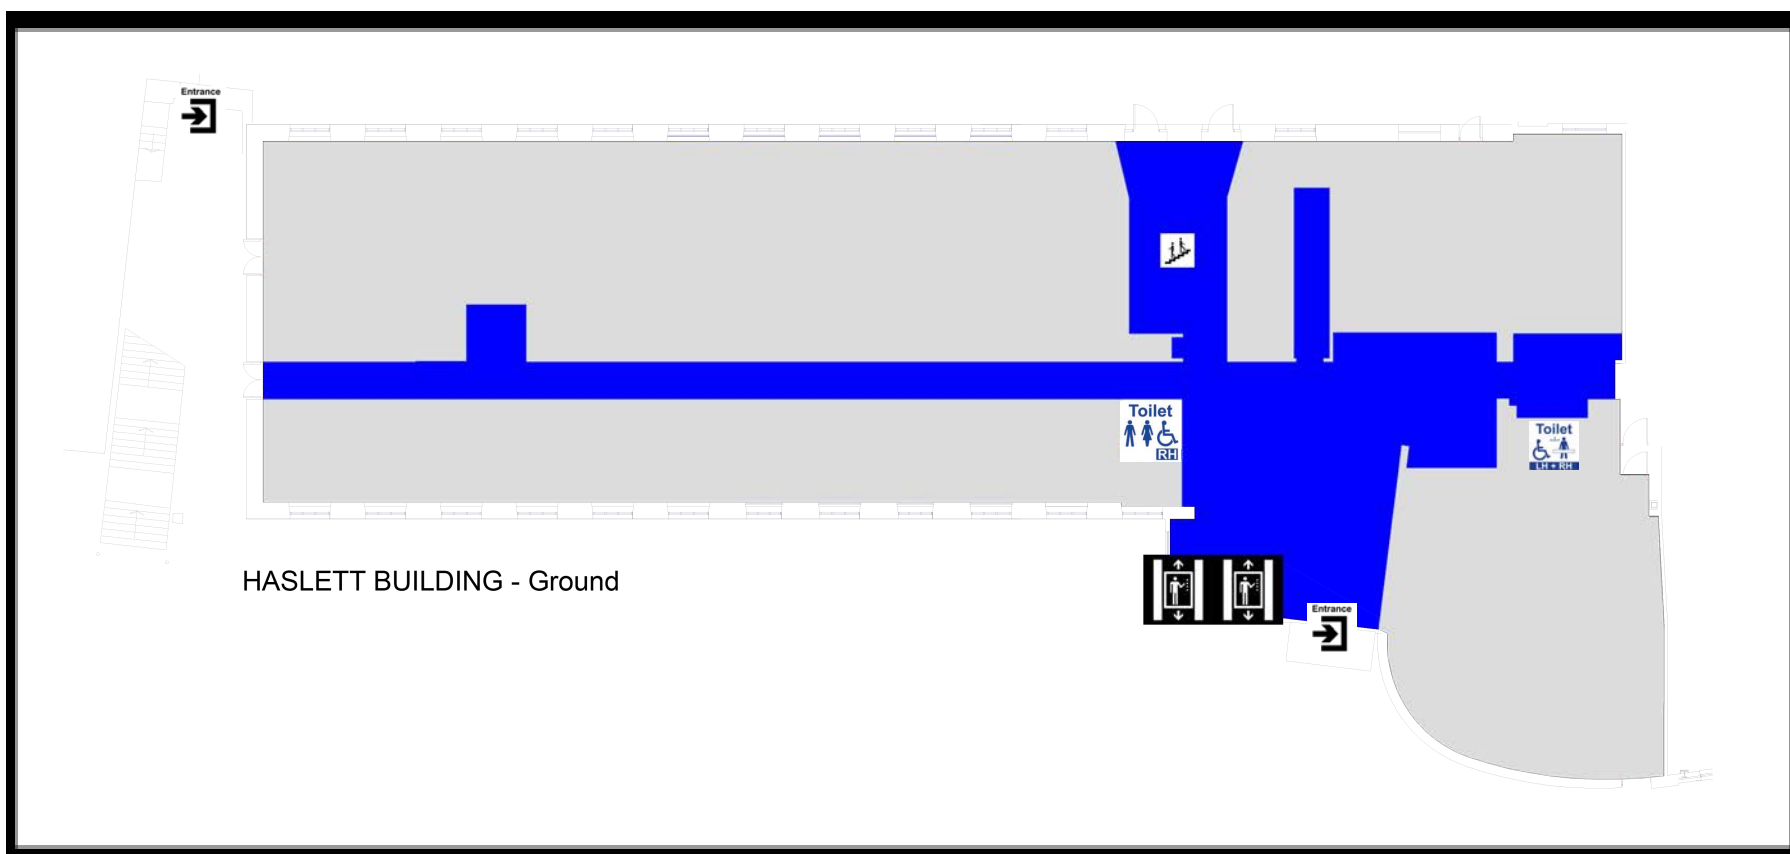 Entrance
Toilet
RH
Toilet
LH + RH
HASLETT BUILDING - Ground
Entrance